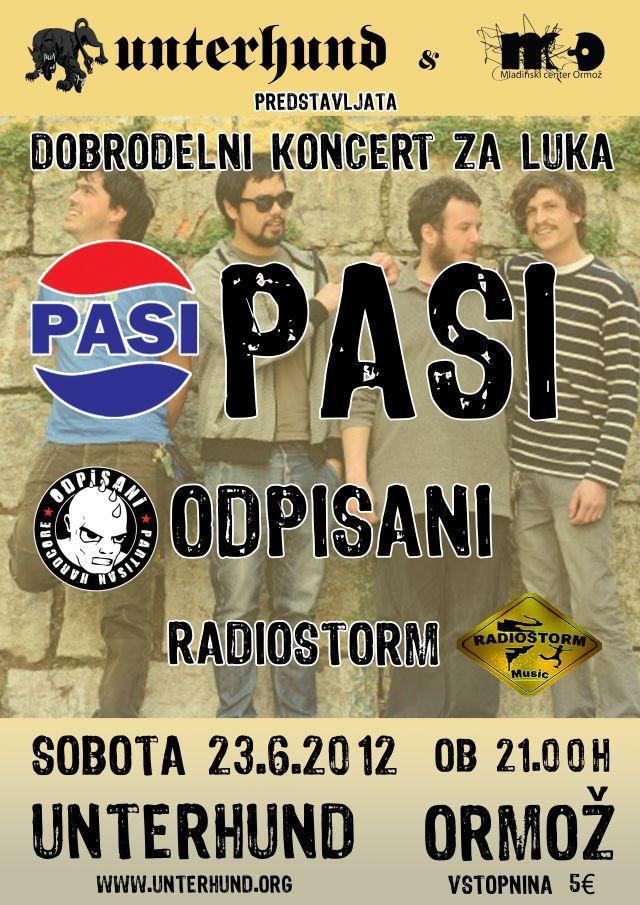 unterhund & m-o
Mladinski center Ormož
PREDSTAVLJATA
DOBRODELNI KONCERT ZA LUKA
PASI PASI
ODPISANI PARTISAN HARDCORE
ODPISANI
RADIOSTORM
RADIOSTORM
Music
SOBOTA 23.6.2012 OB 21.00H
UNTERHUND ORMOŽ
WWW.UNTERHUND.ORG VSTOPNINA 5€